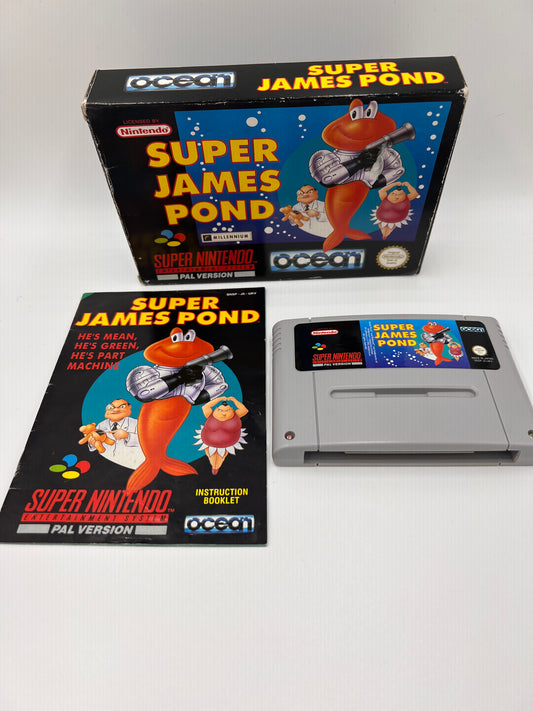 ocean
SUPER
JAMES POND
LICENSED BY
Nintendo
SUPER
JAMES
POND
MILLENNIUM
SUPER NINTENDO
ENTERTAINMENT SYSTEM
PAL VERSION
ocean
SUPER
JAMES POND
HE'S MEAN,
HE'S GREEN,
HE'S PART
MACHINE
SUPER NINTENDO
ENTERTAINMENT SYSTEM
PAL VERSION
INSTRUCTION
BOOKLET
ocean
Nintendo
SUPER
JAMES
POND
ocean
SUPER NINTENDO
ENTERTAINMENT SYSTEM
PAL VERSION